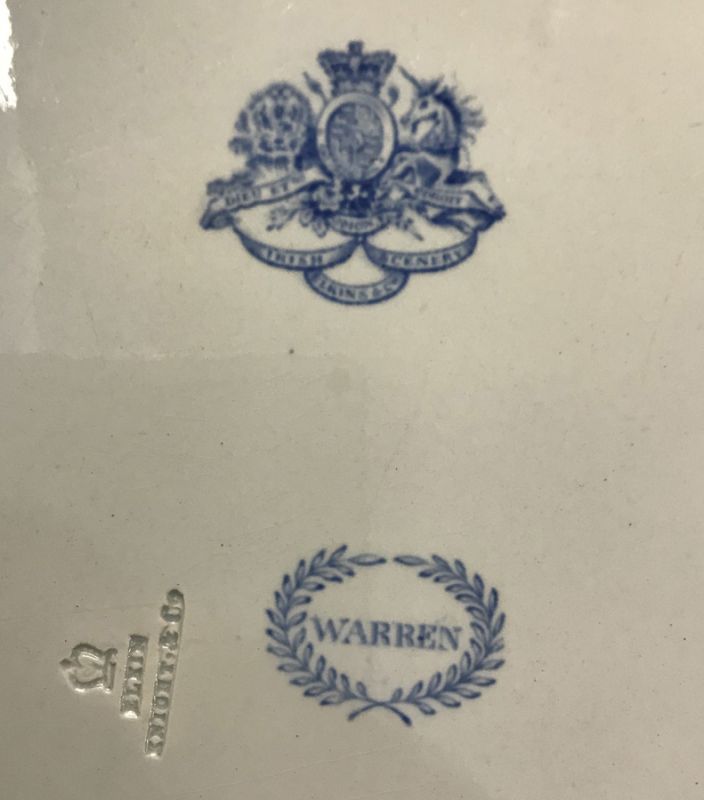 DIEU ET
DROIT
IRISH SCENERY
ELKINS & Co
WARREN
ELKIN
KNIGHT & Co